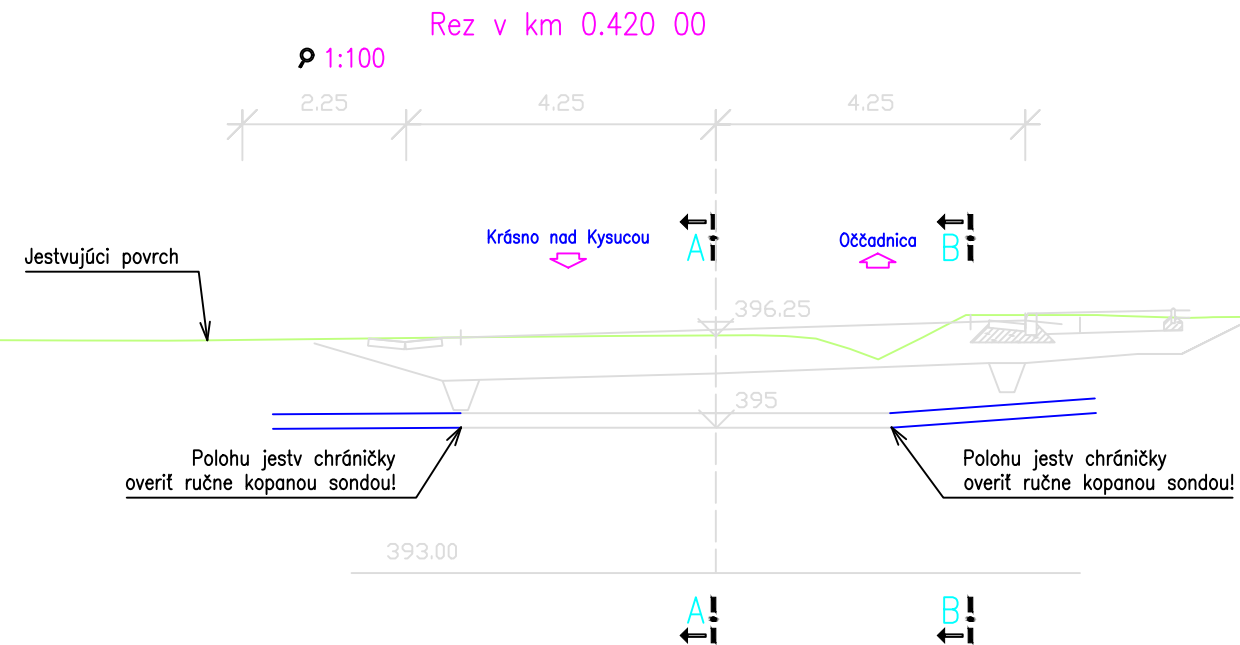 Rez v km 0.420 00
1:100
2.25
4.25
4.25
Krásno nad Kysucou
A
Oččadnica
B
Jestvujúci povrch
396.25
395
Polohu jestv chráničky
overiť ručne kopanou sondou!
Polohu jestv chráničky
overiť ručne kopanou sondou!
393.00
A
B